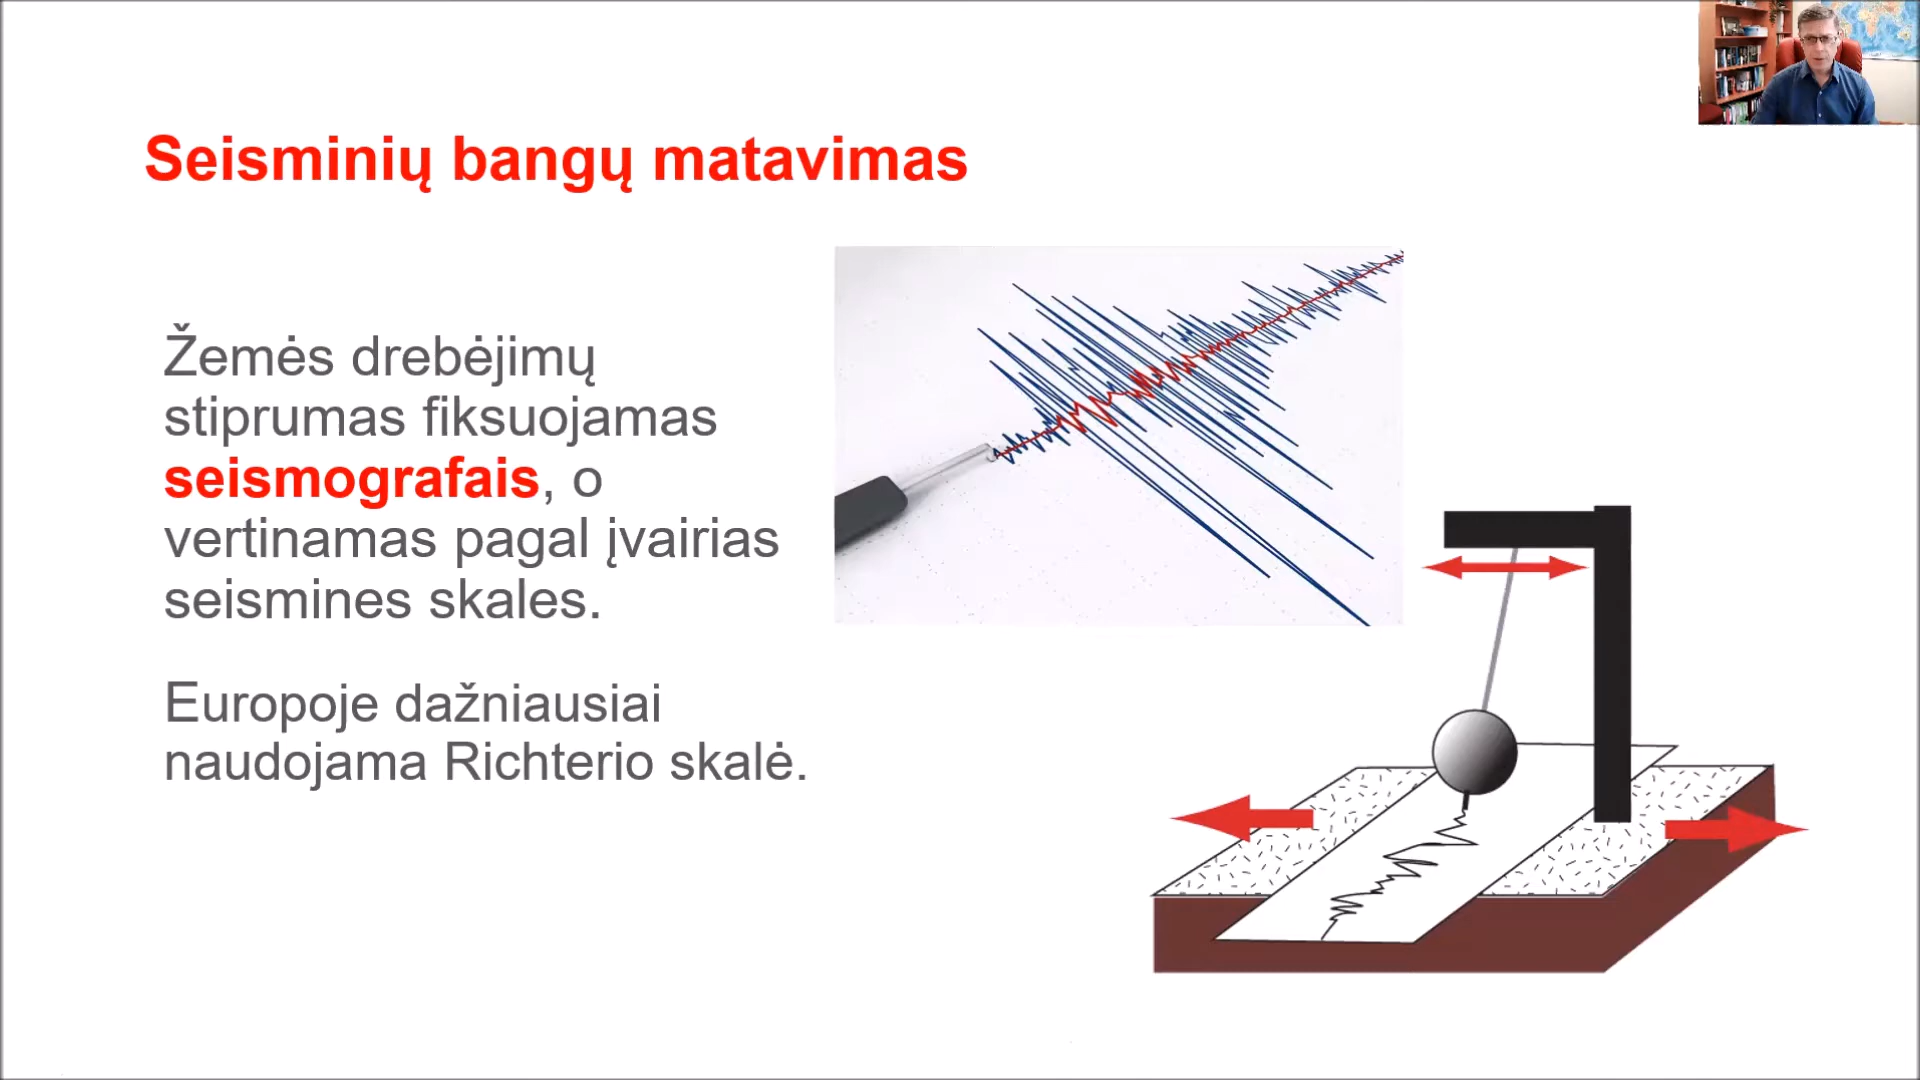 Seisminių bangų matavimas
Žemės drebėjimų
stiprumas fiksuojamas
seismografais, o
vertinamas pagal įvairias
seismines skales.
Europoje dažniausiai
naudojama Richterio skalė.